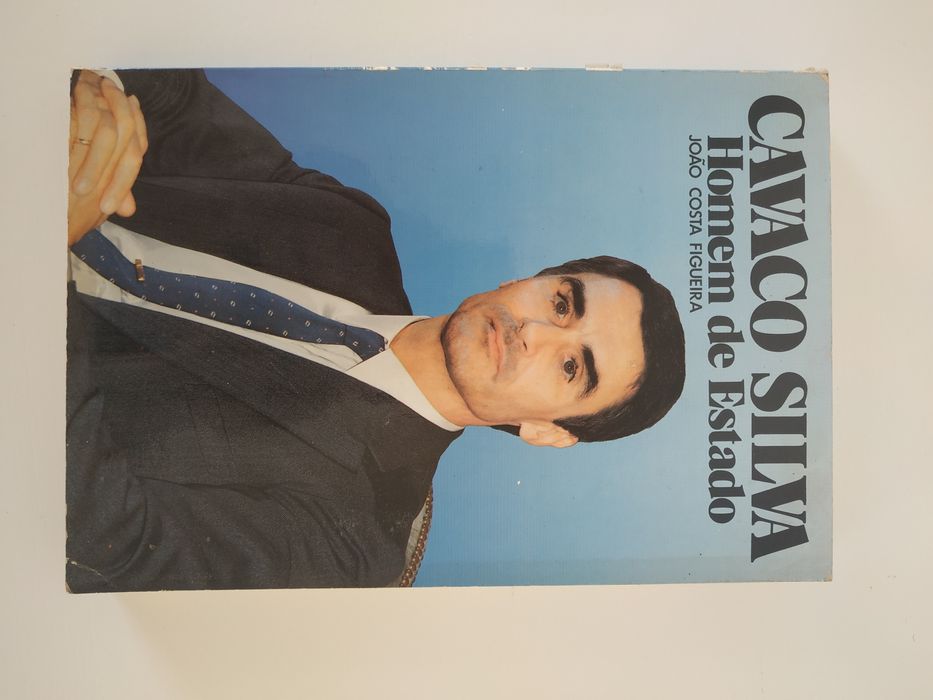 CAVACO SILVA
Homem de Estado
JOÃO COSTA FIGUEIRA